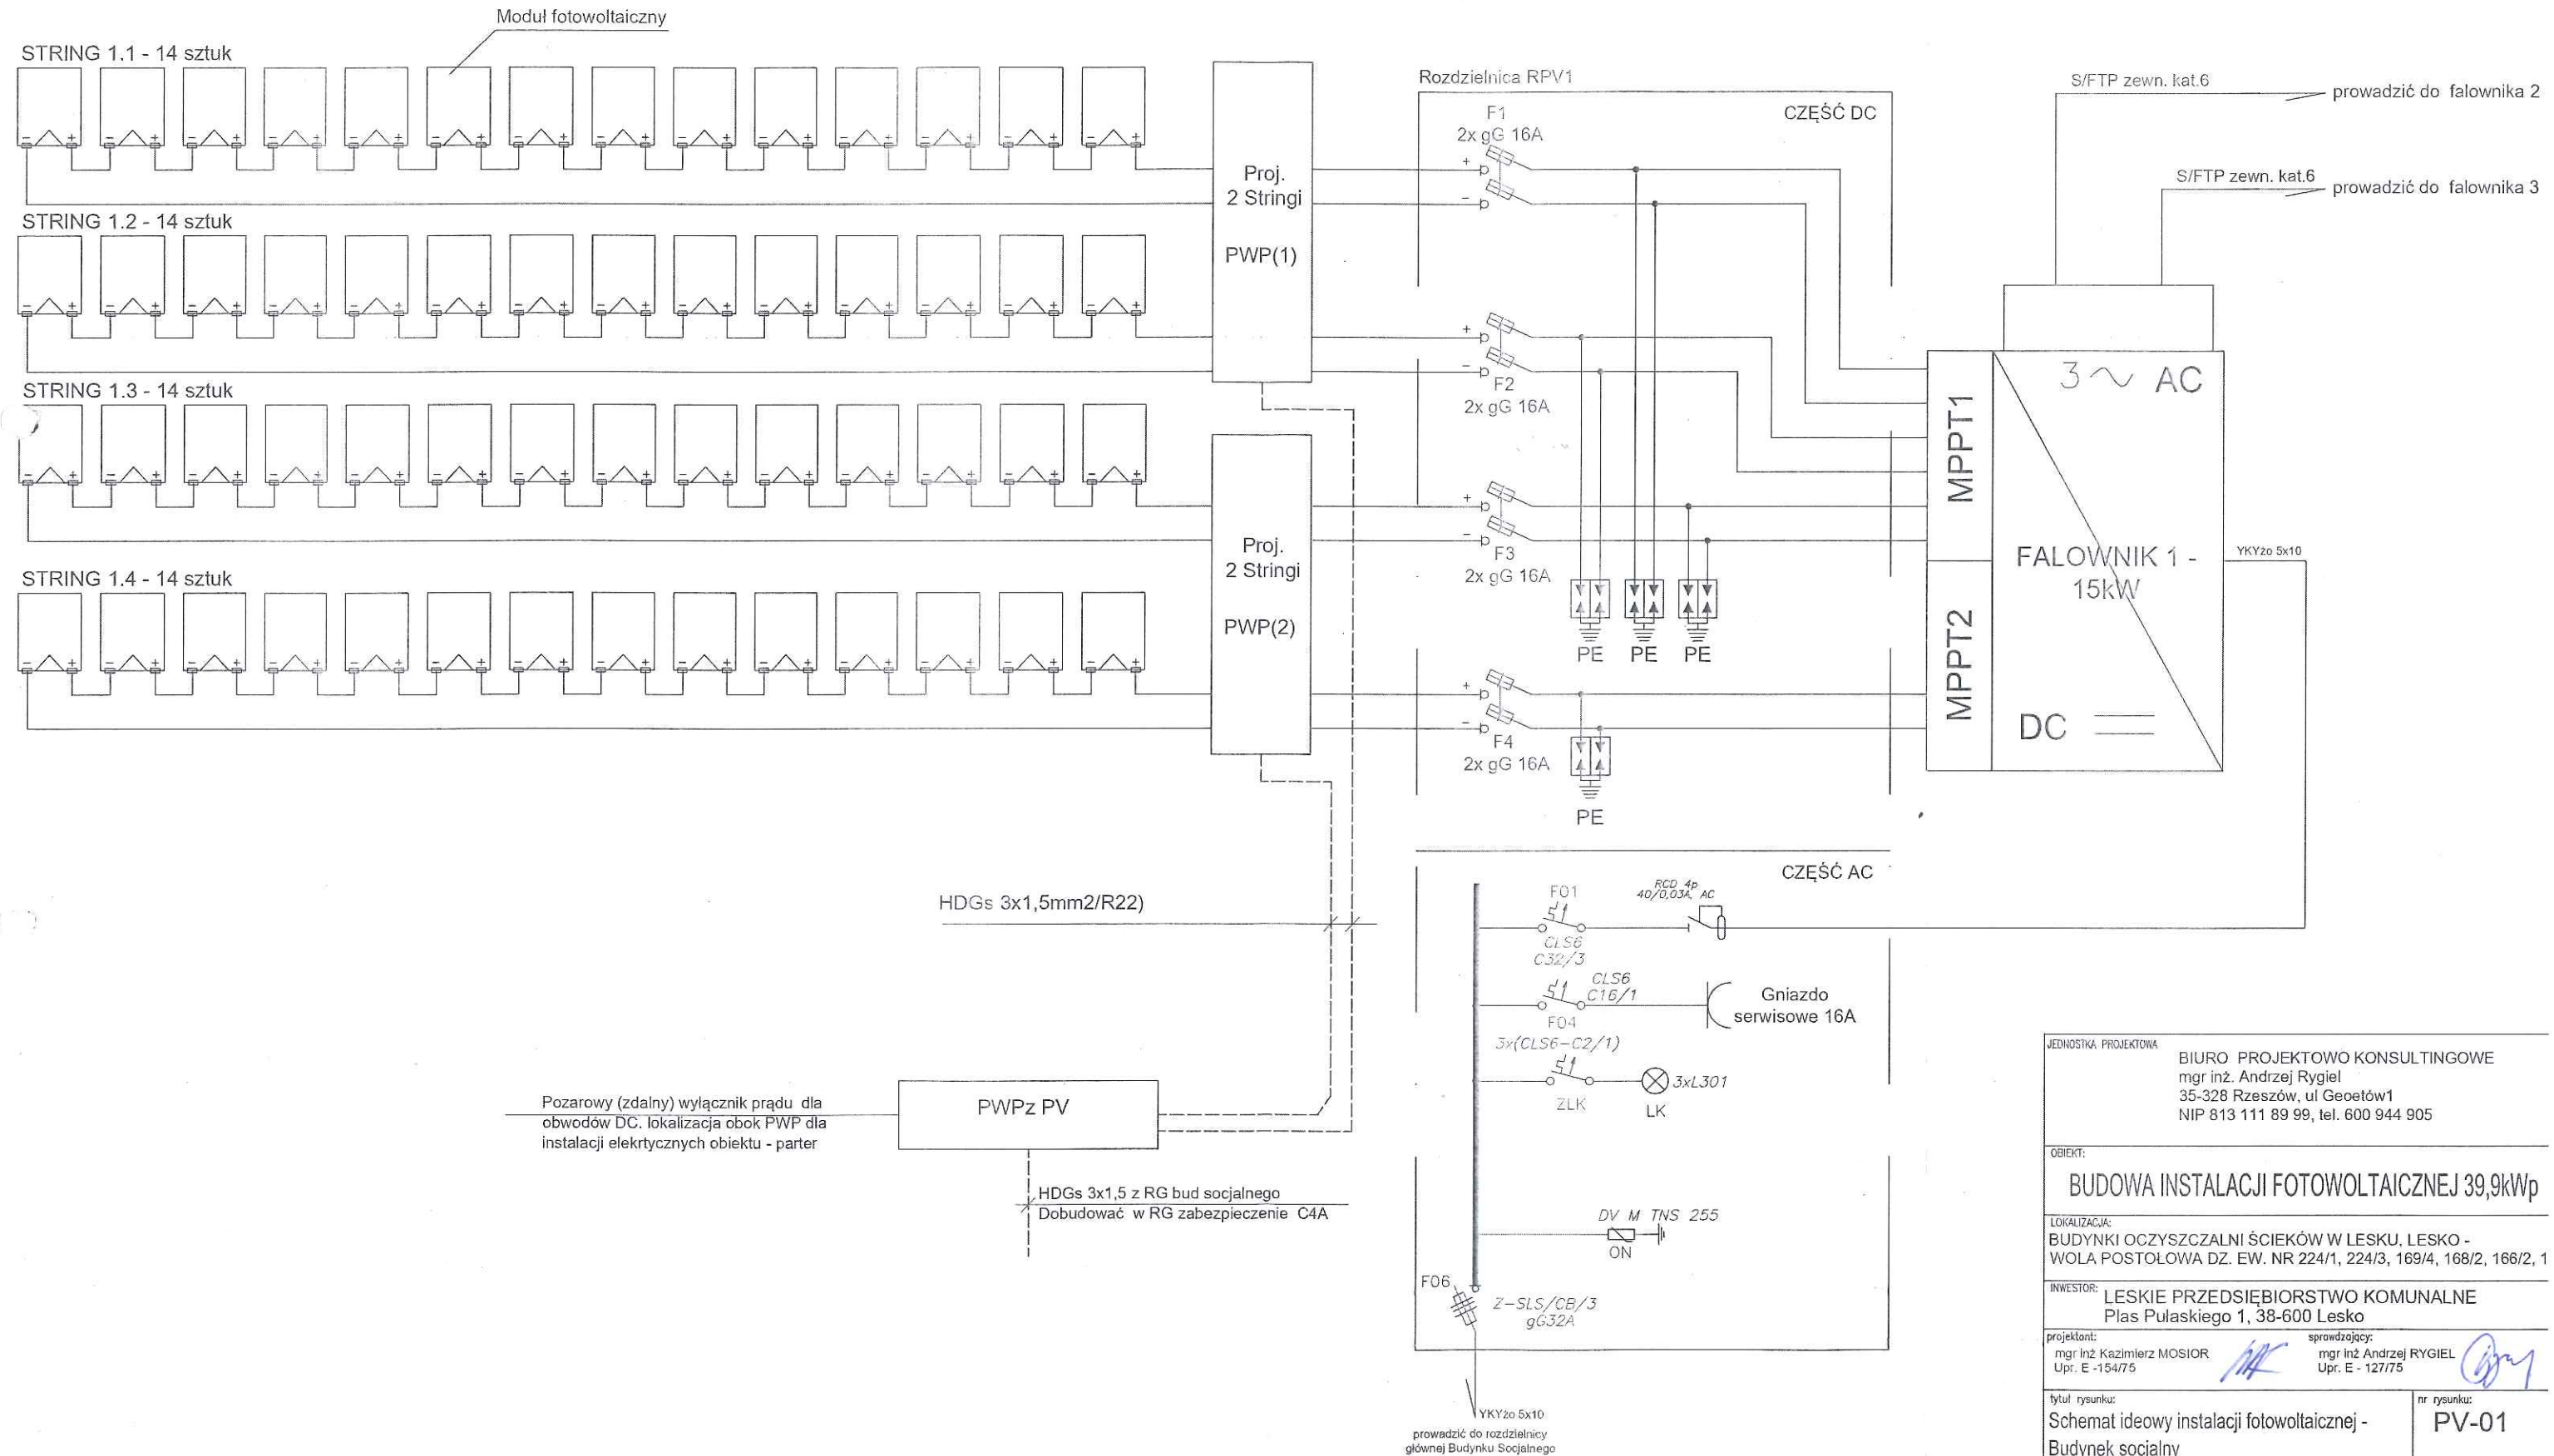 Moduł fotowoltaiczny
STRING 1.1 - 14 sztuk
STRING 1.2 - 14 sztuk
STRING 1.3 - 14 sztuk
STRING 1.4 - 14 sztuk
Proj.
2 Stringi
PWP(1)
Proj.
2 Stringi
PWP(2)
Rozdzielnica RPV1
CZĘŚĆ DC
F1
2x gG 16A
F2
2x gG 16A
F3
2x gG 16A
F4
2x gG 16A
PE PE PE
PE
S/FTP zewn. kat.6
prowadzić do falownika 2
S/FTP zewn. kat.6
prowadzić do falownika 3
MPPT1
MPPT2
3 AC
FALOWNIK 1 -
15kW
DC
YKYżo 5x10
HDGs 3x1,5mm2/R22)
CZĘŚĆ AC
F01
CLS6
C32/3
RCD 4p
40/0,03A, AC
CLS6
C16/1
F04
Gniazdo
serwisowe 16A
3x(CLS6-C2/1)
ZLK
3xL301
LK
DV M TNS 255
ON
F06
Z-SLS/CB/3
gG32A
YKYżo 5x10
prowadzić do rozdzielnicy
głównej Budynku Socjalnego
Pozarowy (zdalny) wyłącznik prądu dla
obwodów DC. lokalizacja obok PWP dla
instalacji elekrtycznych obiektu - parter
PWPz PV
HDGs 3x1,5 z RG bud socjalnego
Dobudować w RG zabezpieczenie C4A
JEDNOSTKA PROJEKTOWA
BIURO PROJEKTOWO KONSULTINGOWE
mgr inż. Andrzej Rygiel
35-328 Rzeszów, ul Geoetów1
NIP 813 111 89 99, tel. 600 944 905
OBIEKT:
BUDOWA INSTALACJI FOTOWOLTAICZNEJ 39,9kWp
LOKALIZACJA:
BUDYNKI OCZYSZCZALNI ŚCIEKÓW W LESKU, LESKO -
WOLA POSTOŁOWA DZ. EW. NR 224/1, 224/3, 169/4, 168/2, 166/2, 1
INWESTOR:
LESKIE PRZEDSIĘBIORSTWO KOMUNALNE
Plas Pułaskiego 1, 38-600 Lesko
projektant:
mgr inż Kazimierz MOSIOR
Upr. E -154/75
sprawdzający:
mgr inż Andrzej RYGIEL
Upr. E - 127/75
tytuł rysunku:
Schemat ideowy instalacji fotowoltaicznej -
Budynek socjalny
nr rysunku:
PV-01